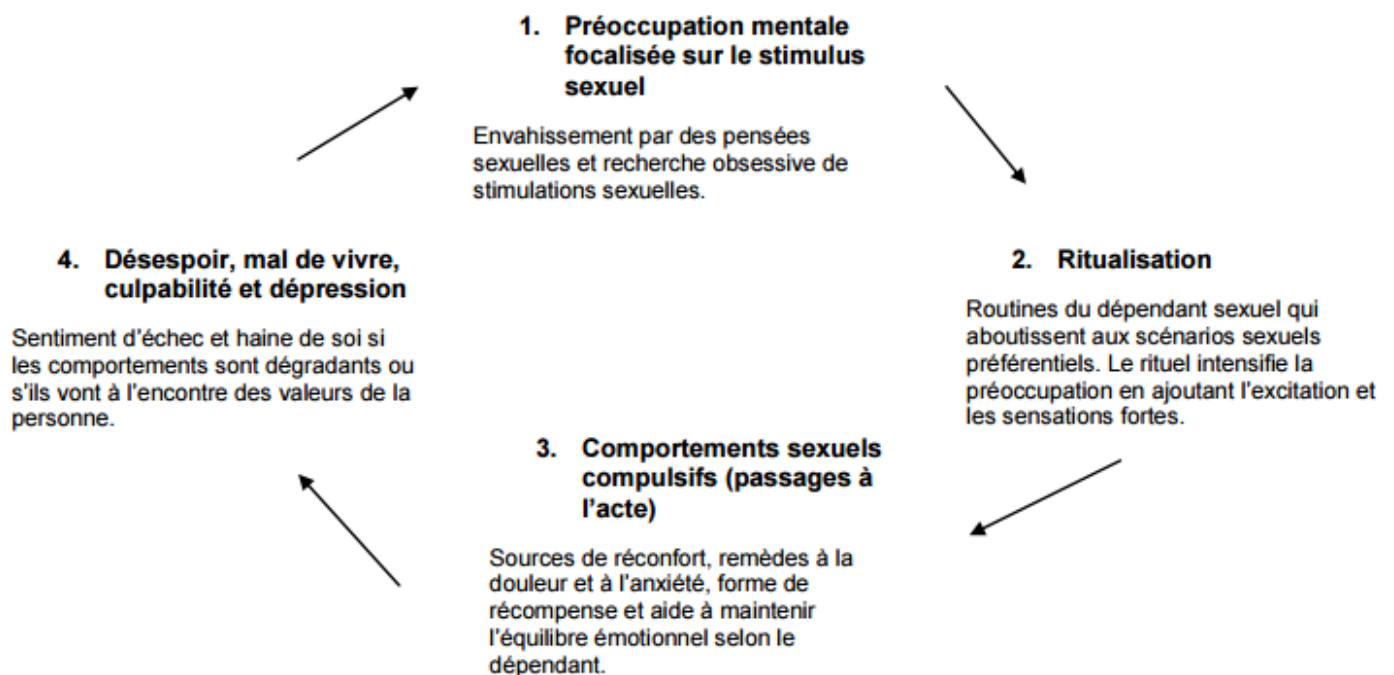 1. Préoccupation mentale
focalisée sur le stimulus
sexuel
Envahissement par des pensées
sexuelles et recherche obsessive de
stimulations sexuelles.
2. Ritualisation
Routines du dépendant sexuel qui
aboutissent aux scénarios sexuels
préférentiels. Le rituel intensifie la
préoccupation en ajoutant l'excitation et
les sensations fortes.
3. Comportements sexuels
compulsifs (passages à
l'acte)
Sources de réconfort, remèdes à la
douleur et à l'anxiété, forme de
récompense et aide à maintenir
l'équilibre émotionnel selon le
dépendant.
4. Désespoir, mal de vivre,
culpabilité et dépression
Sentiment d'échec et haine de soi si
les comportements sont dégradants ou
s'ils vont à l'encontre des valeurs de la
personne.